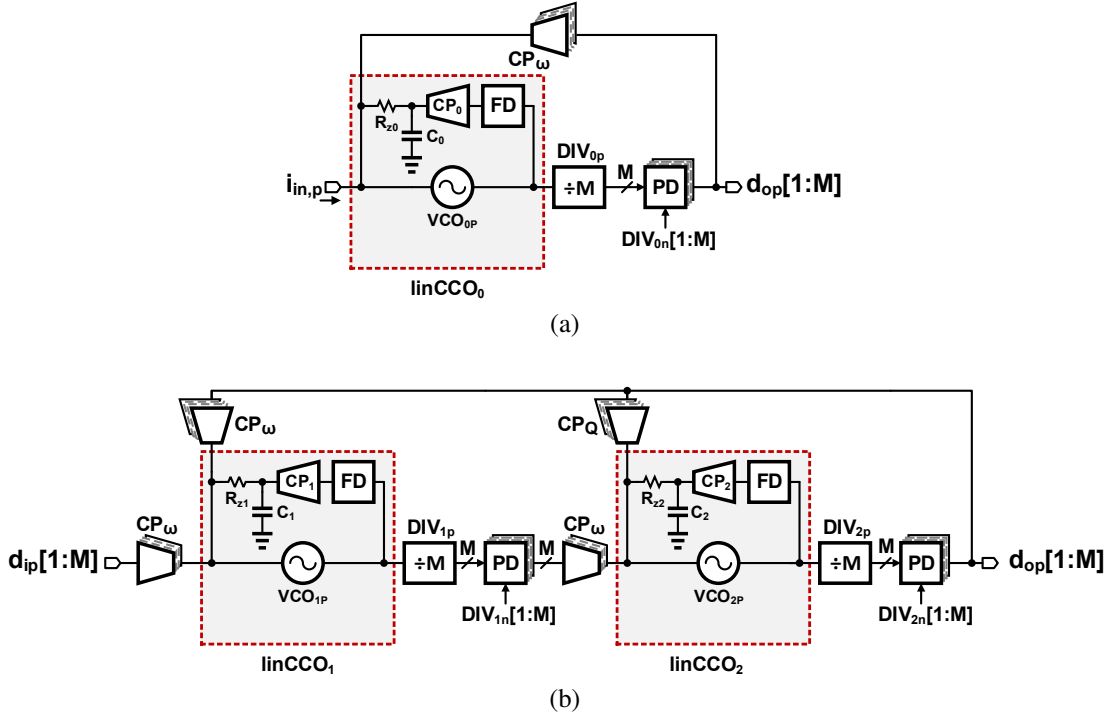 CPω
Rz0
C0
CP0
FD
iin,p
VCO0P
DIV0p
÷M
M
PD
dop[1:M]
DIV0n[1:M]
linCCO0
(a)
CPω
CPQ
Rz1
C1
CP1
FD
Rz2
C2
CP2
FD
dip[1:M]
CPω
VCO1P
DIV1p
÷M
M
PD
M
CPω
VCO2P
DIV2p
÷M
M
PD
dop[1:M]
DIV1n[1:M]
DIV2n[1:M]
linCCO1
linCCO2
(b)